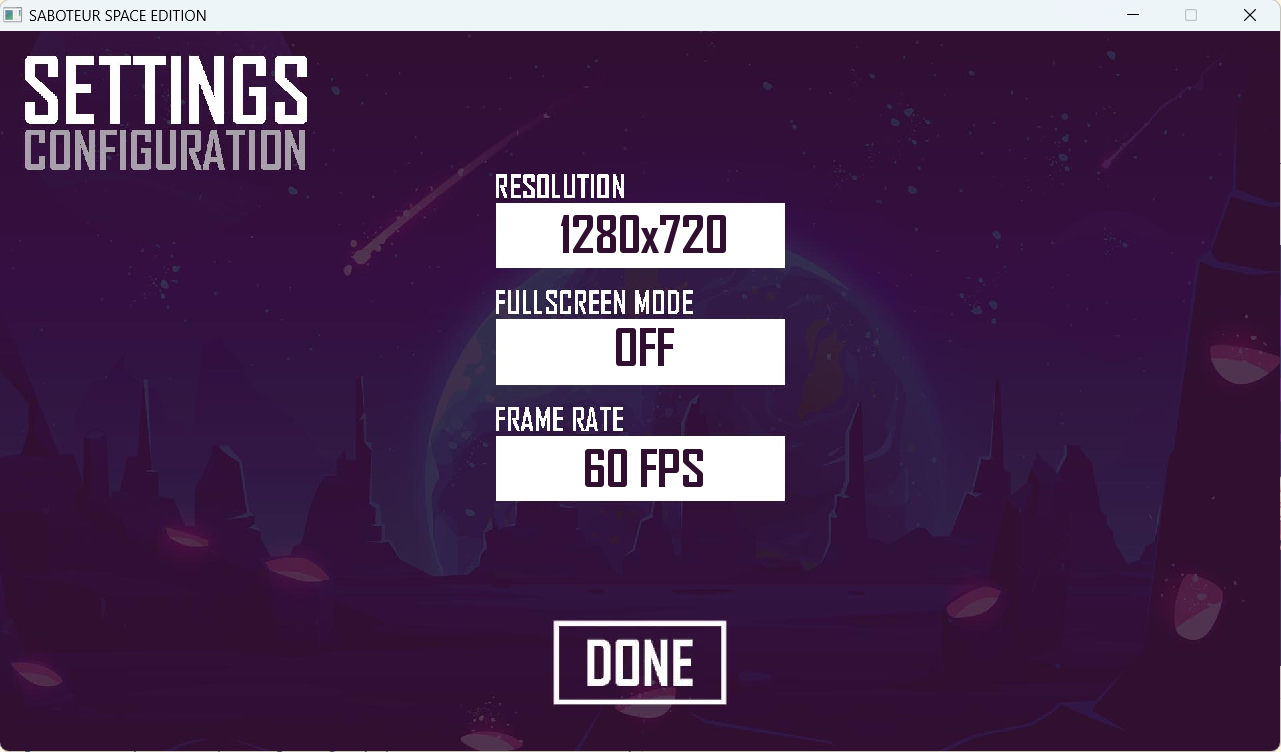 SABOTEUR SPACE EDITION
SETTINGS
CONFIGURATION
RESOLUTION
1280x720
FULLSCREEN MODE
OFF
FRAME RATE
60 FPS
DONE